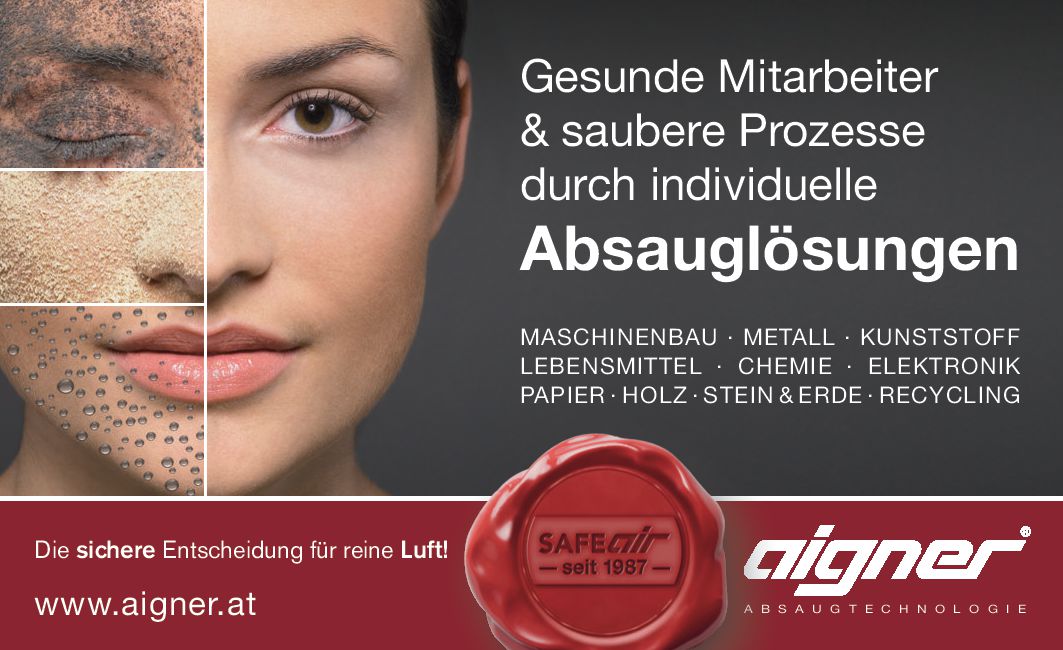 Gesunde Mitarbeiter
& saubere Prozesse
durch individuelle
Absauglösungen
MASCHINENBAU · METALL · KUNSTSTOFF
LEBENSMITTEL · CHEMIE · ELEKTRONIK
PAPIER · HOLZ · STEIN & ERDE · RECYCLING
Die sichere Entscheidung für reine Luft!
www.aigner.at
SAFEair
— seit 1987 —
aigner®
ABSAUGTECHNOLOGIE